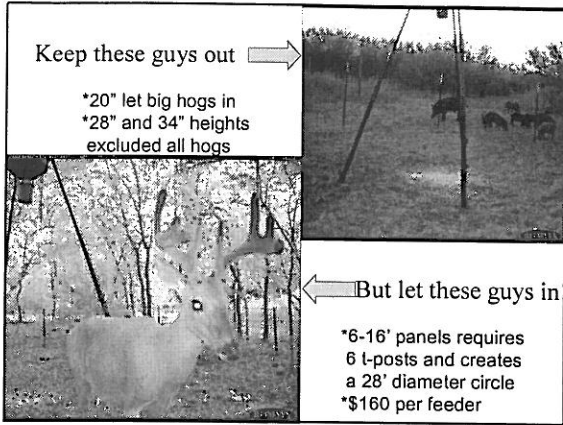 Keep these guys out
*20" let big hogs in
*28" and 34" heights
excluded all hogs
But let these guys in!
*6-16' panels requires
6 t-posts and creates
a 28' diameter circle
*$160 per feeder